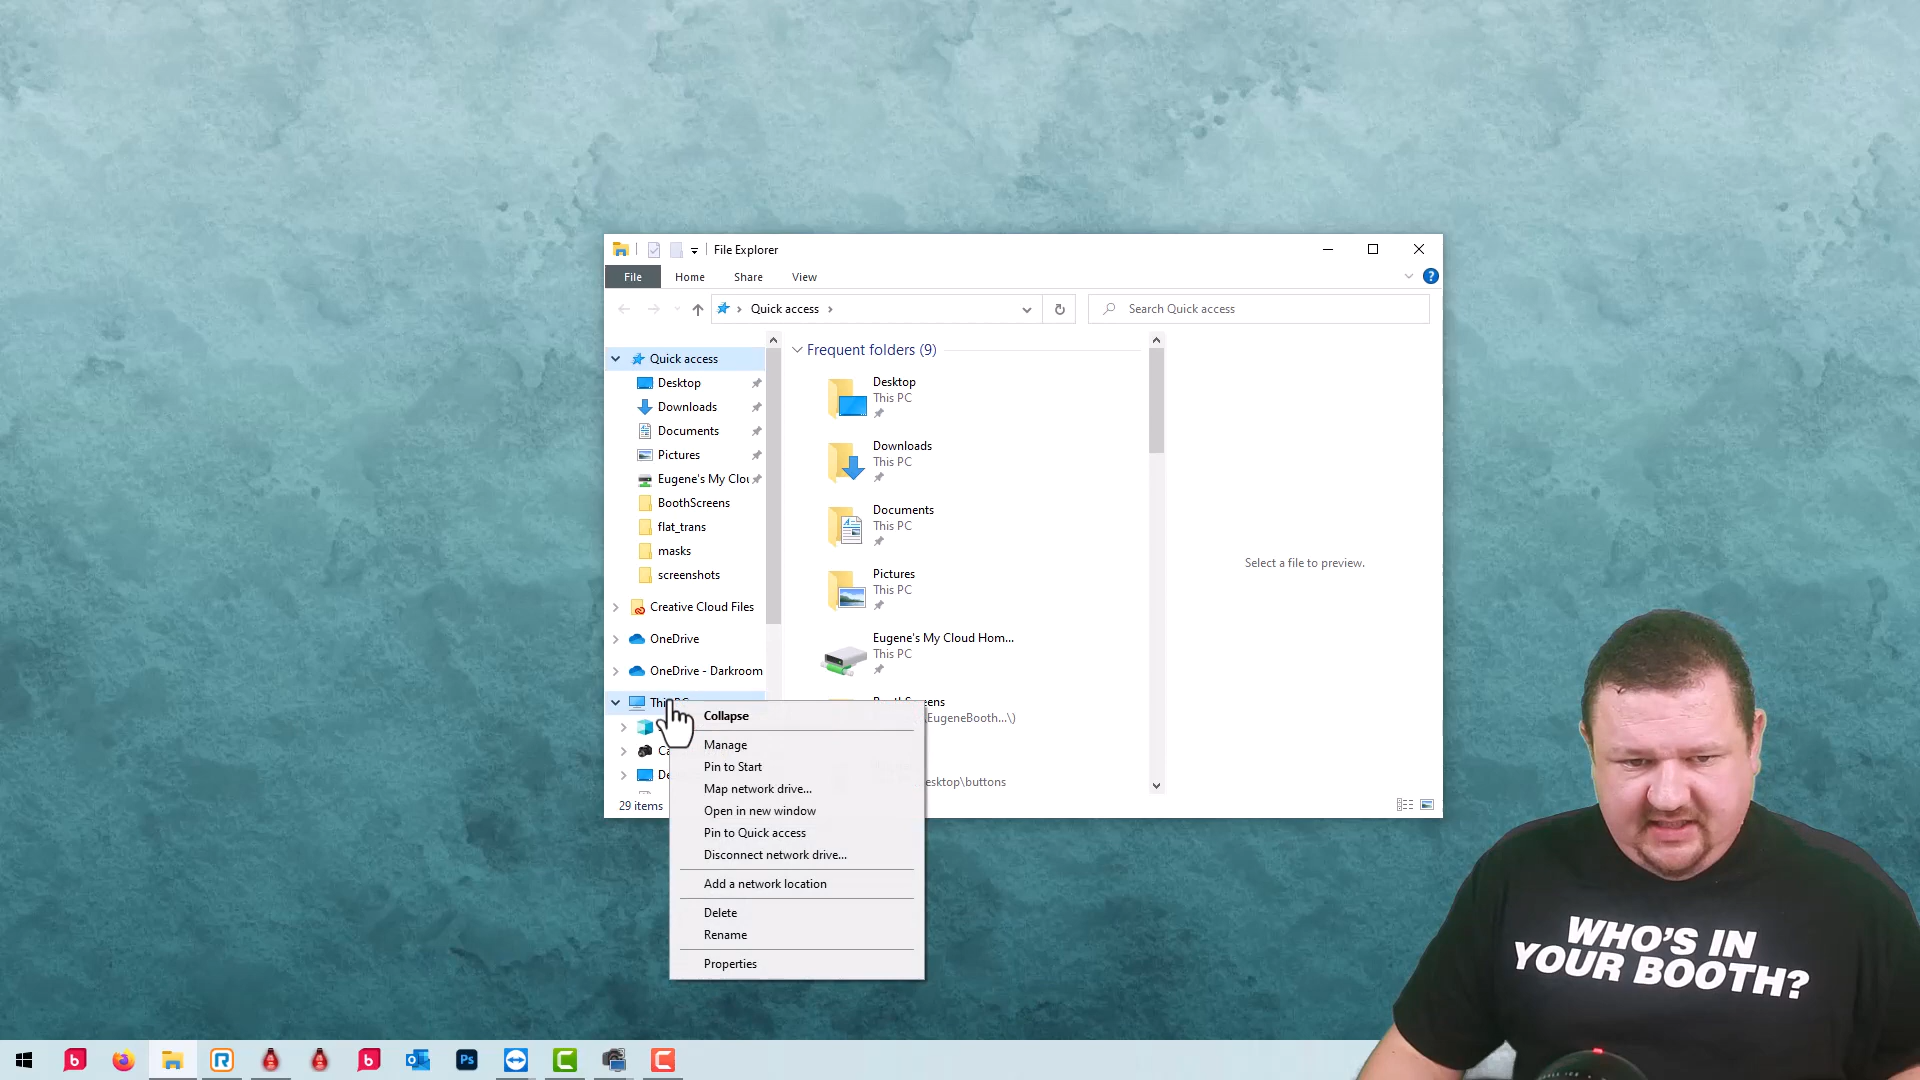 File Explorer
File Home Share View
Quick access
Search Quick access
Quick access
Desktop
Downloads
Documents
Pictures
Eugene's My Clou
BoothScreens
flat_trans
masks
screenshots
Creative Cloud Files
OneDrive
OneDrive - Darkroom
29 items
Frequent folders (9)
Desktop
This PC
Downloads
This PC
Documents
This PC
Pictures
This PC
Eugene's My Cloud Hom...
This PC
\EugeneBooth...\)
esktop\buttons
Select a file to preview.
Collapse
Manage
Pin to Start
Map network drive...
Open in new window
Pin to Quick access
Disconnect network drive...
Add a network location
Delete
Rename
Properties
WHO'S IN
YOUR BOOTH?
b
R
b
Ps